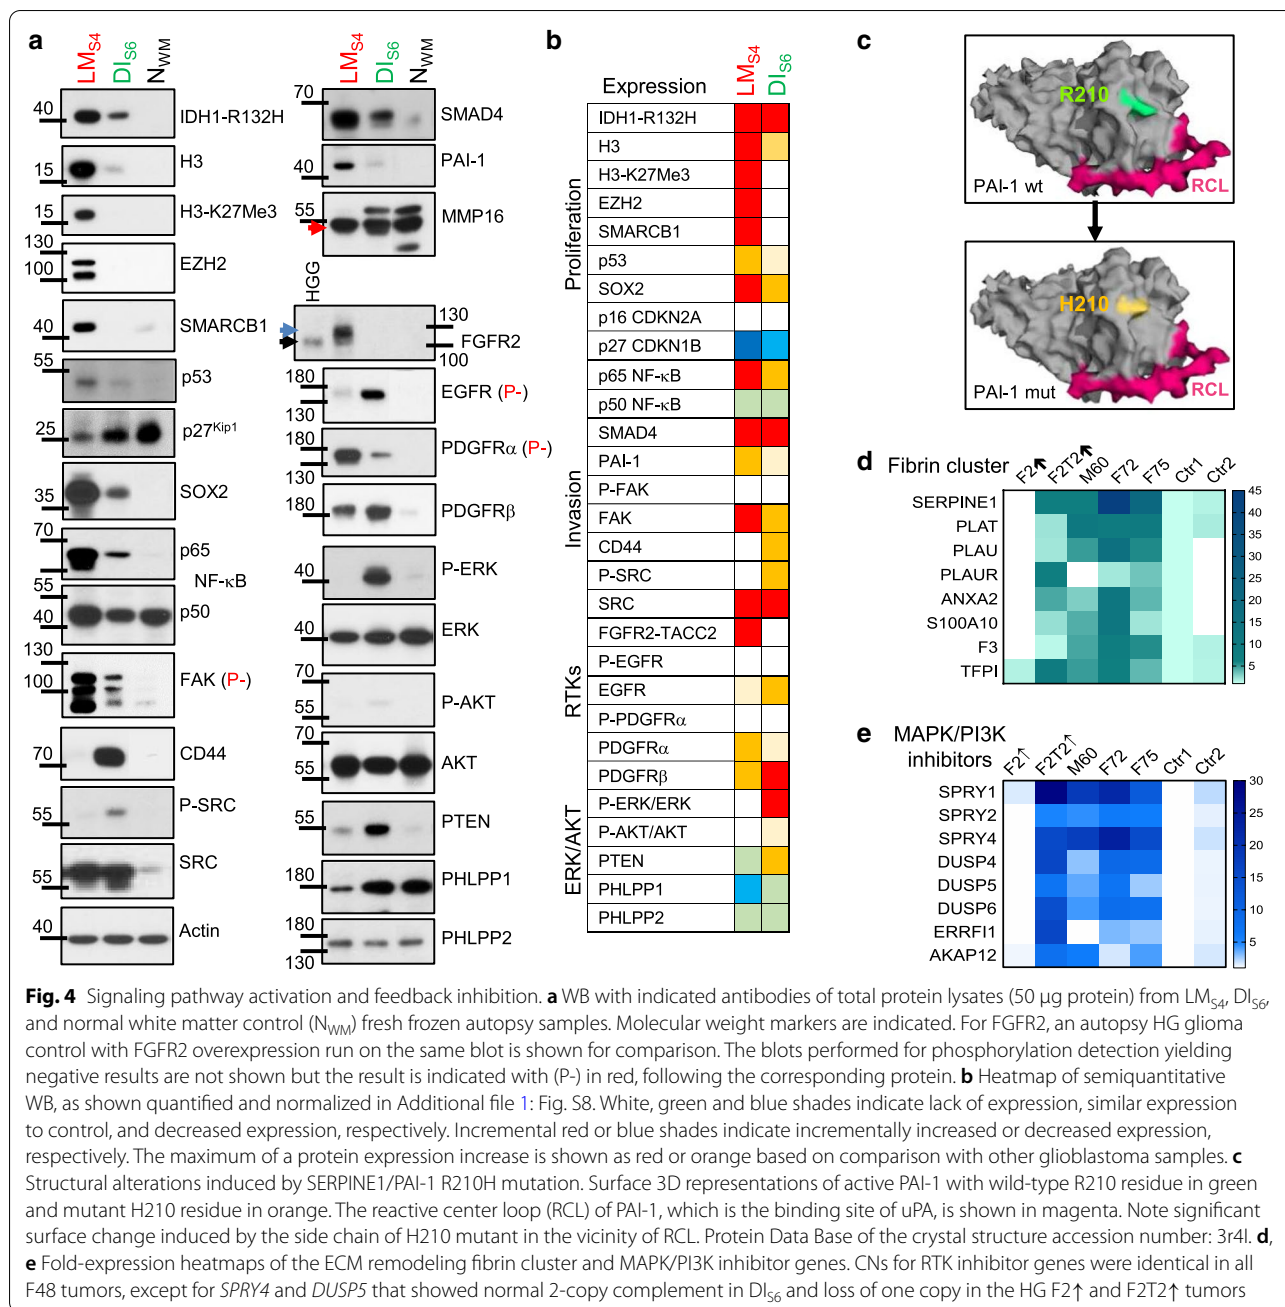 a
LM_S4 DI_S6 N_WM
40 IDH1-R132H
15 H3
15 H3-K27Me3
130
100 EZH2
40 SMARCB1
55 p53
25 p27^Kip1
35 SOX2
70
55 p65
NF-κB
55
40 p50
130
100 FAK (P-)
70 CD44
55 P-SRC
55 SRC
40 Actin
LM_S4 DI_S6 N_WM
70
55 SMAD4
40 PAI-1
55 MMP16
HGG
130
100 FGFR2
180
130 EGFR (P-)
180
130 PDGFRα (P-)
180
130 PDGFRβ
40 P-ERK
40 ERK
70
55 P-AKT
70
55 AKT
55 PTEN
180 PHLPP1
180
130 PHLPP2
b
Expression LM_S4 DI_S6
Proliferation
IDH1-R132H
H3
H3-K27Me3
EZH2
SMARCB1
p53
SOX2
p16 CDKN2A
p27 CDKN1B
p65 NF-κB
p50 NF-κB
Invasion
SMAD4
PAI-1
P-FAK
FAK
CD44
P-SRC
SRC
RTKs
FGFR2-TACC2
P-EGFR
EGFR
P-PDGFRα
PDGFRα
PDGFRβ
ERK/AKT
P-ERK/ERK
P-AKT/AKT
PTEN
PHLPP1
PHLPP2
c
R210
RCL
PAI-1 wt
H210
RCL
PAI-1 mut
d Fibrin cluster
F2↑ F2T2↑ M60 F72 F75 Ctr1 Ctr2
SERPINE1
PLAT
PLAU
PLAUR
ANXA2
S100A10
F3
TFPI
45
40
35
30
25
20
15
10
5
e MAPK/PI3K
inhibitors
F2↑ F2T2↑ M60 F72 F75 Ctr1 Ctr2
SPRY1
SPRY2
SPRY4
DUSP4
DUSP5
DUSP6
ERRFI1
AKAP12
30
25
20
15
10
5
Fig. 4 Signaling pathway activation and feedback inhibition. a WB with indicated antibodies of total protein lysates (50 µg protein) from LM_S4, DI_S6,
and normal white matter control (N_WM) fresh frozen autopsy samples. Molecular weight markers are indicated. For FGFR2, an autopsy HG glioma
control with FGFR2 overexpression run on the same blot is shown for comparison. The blots performed for phosphorylation detection yielding
negative results are not shown but the result is indicated with (P-) in red, following the corresponding protein. b Heatmap of semiquantitative
WB, as shown quantified and normalized in Additional file 1: Fig. S8. White, green and blue shades indicate lack of expression, similar expression
to control, and decreased expression, respectively. Incremental red or blue shades indicate incrementally increased or decreased expression,
respectively. The maximum of a protein expression increase is shown as red or orange based on comparison with other glioblastoma samples. c
Structural alterations induced by SERPINE1/PAI-1 R210H mutation. Surface 3D representations of active PAI-1 with wild-type R210 residue in green
and mutant H210 residue in orange. The reactive center loop (RCL) of PAI-1, which is the binding site of uPA, is shown in magenta. Note significant
surface change induced by the side chain of H210 mutant in the vicinity of RCL. Protein Data Base of the crystal structure accession number: 3r4l. d,
e Fold-expression heatmaps of the ECM remodeling fibrin cluster and MAPK/PI3K inhibitor genes. CNs for RTK inhibitor genes were identical in all
F48 tumors, except for SPRY4 and DUSP5 that showed normal 2-copy complement in DI_S6 and loss of one copy in the HG F2↑ and F2T2↑ tumors